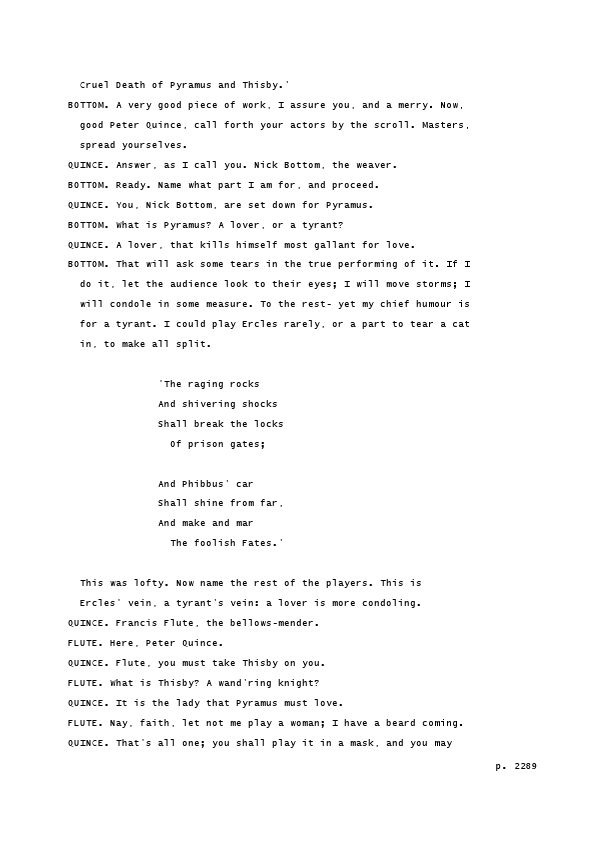 Cruel Death of Pyramus and Thisby.'
BOTTOM. A very good piece of work, I assure you, and a merry. Now,
good Peter Quince, call forth your actors by the scroll. Masters,
spread yourselves.
QUINCE. Answer, as I call you. Nick Bottom, the weaver.
BOTTOM. Ready. Name what part I am for, and proceed.
QUINCE. You, Nick Bottom, are set down for Pyramus.
BOTTOM. What is Pyramus? A lover, or a tyrant?
QUINCE. A lover, that kills himself most gallant for love.
BOTTOM. That will ask some tears in the true performing of it. If I
do it, let the audience look to their eyes; I will move storms; I
will condole in some measure. To the rest- yet my chief humour is
for a tyrant. I could play Ercles rarely, or a part to tear a cat
in, to make all split.
'The raging rocks
And shivering shocks
Shall break the locks
Of prison gates;
And Phibbus' car
Shall shine from far,
And make and mar
The foolish Fates.'
This was lofty. Now name the rest of the players. This is
Ercles' vein, a tyrant's vein: a lover is more condoling.
QUINCE. Francis Flute, the bellows-mender.
FLUTE. Here, Peter Quince.
QUINCE. Flute, you must take Thisby on you.
FLUTE. What is Thisby? A wand'ring knight?
QUINCE. It is the lady that Pyramus must love.
FLUTE. Nay, faith, let not me play a woman; I have a beard coming.
QUINCE. That's all one; you shall play it in a mask, and you may
p. 2289